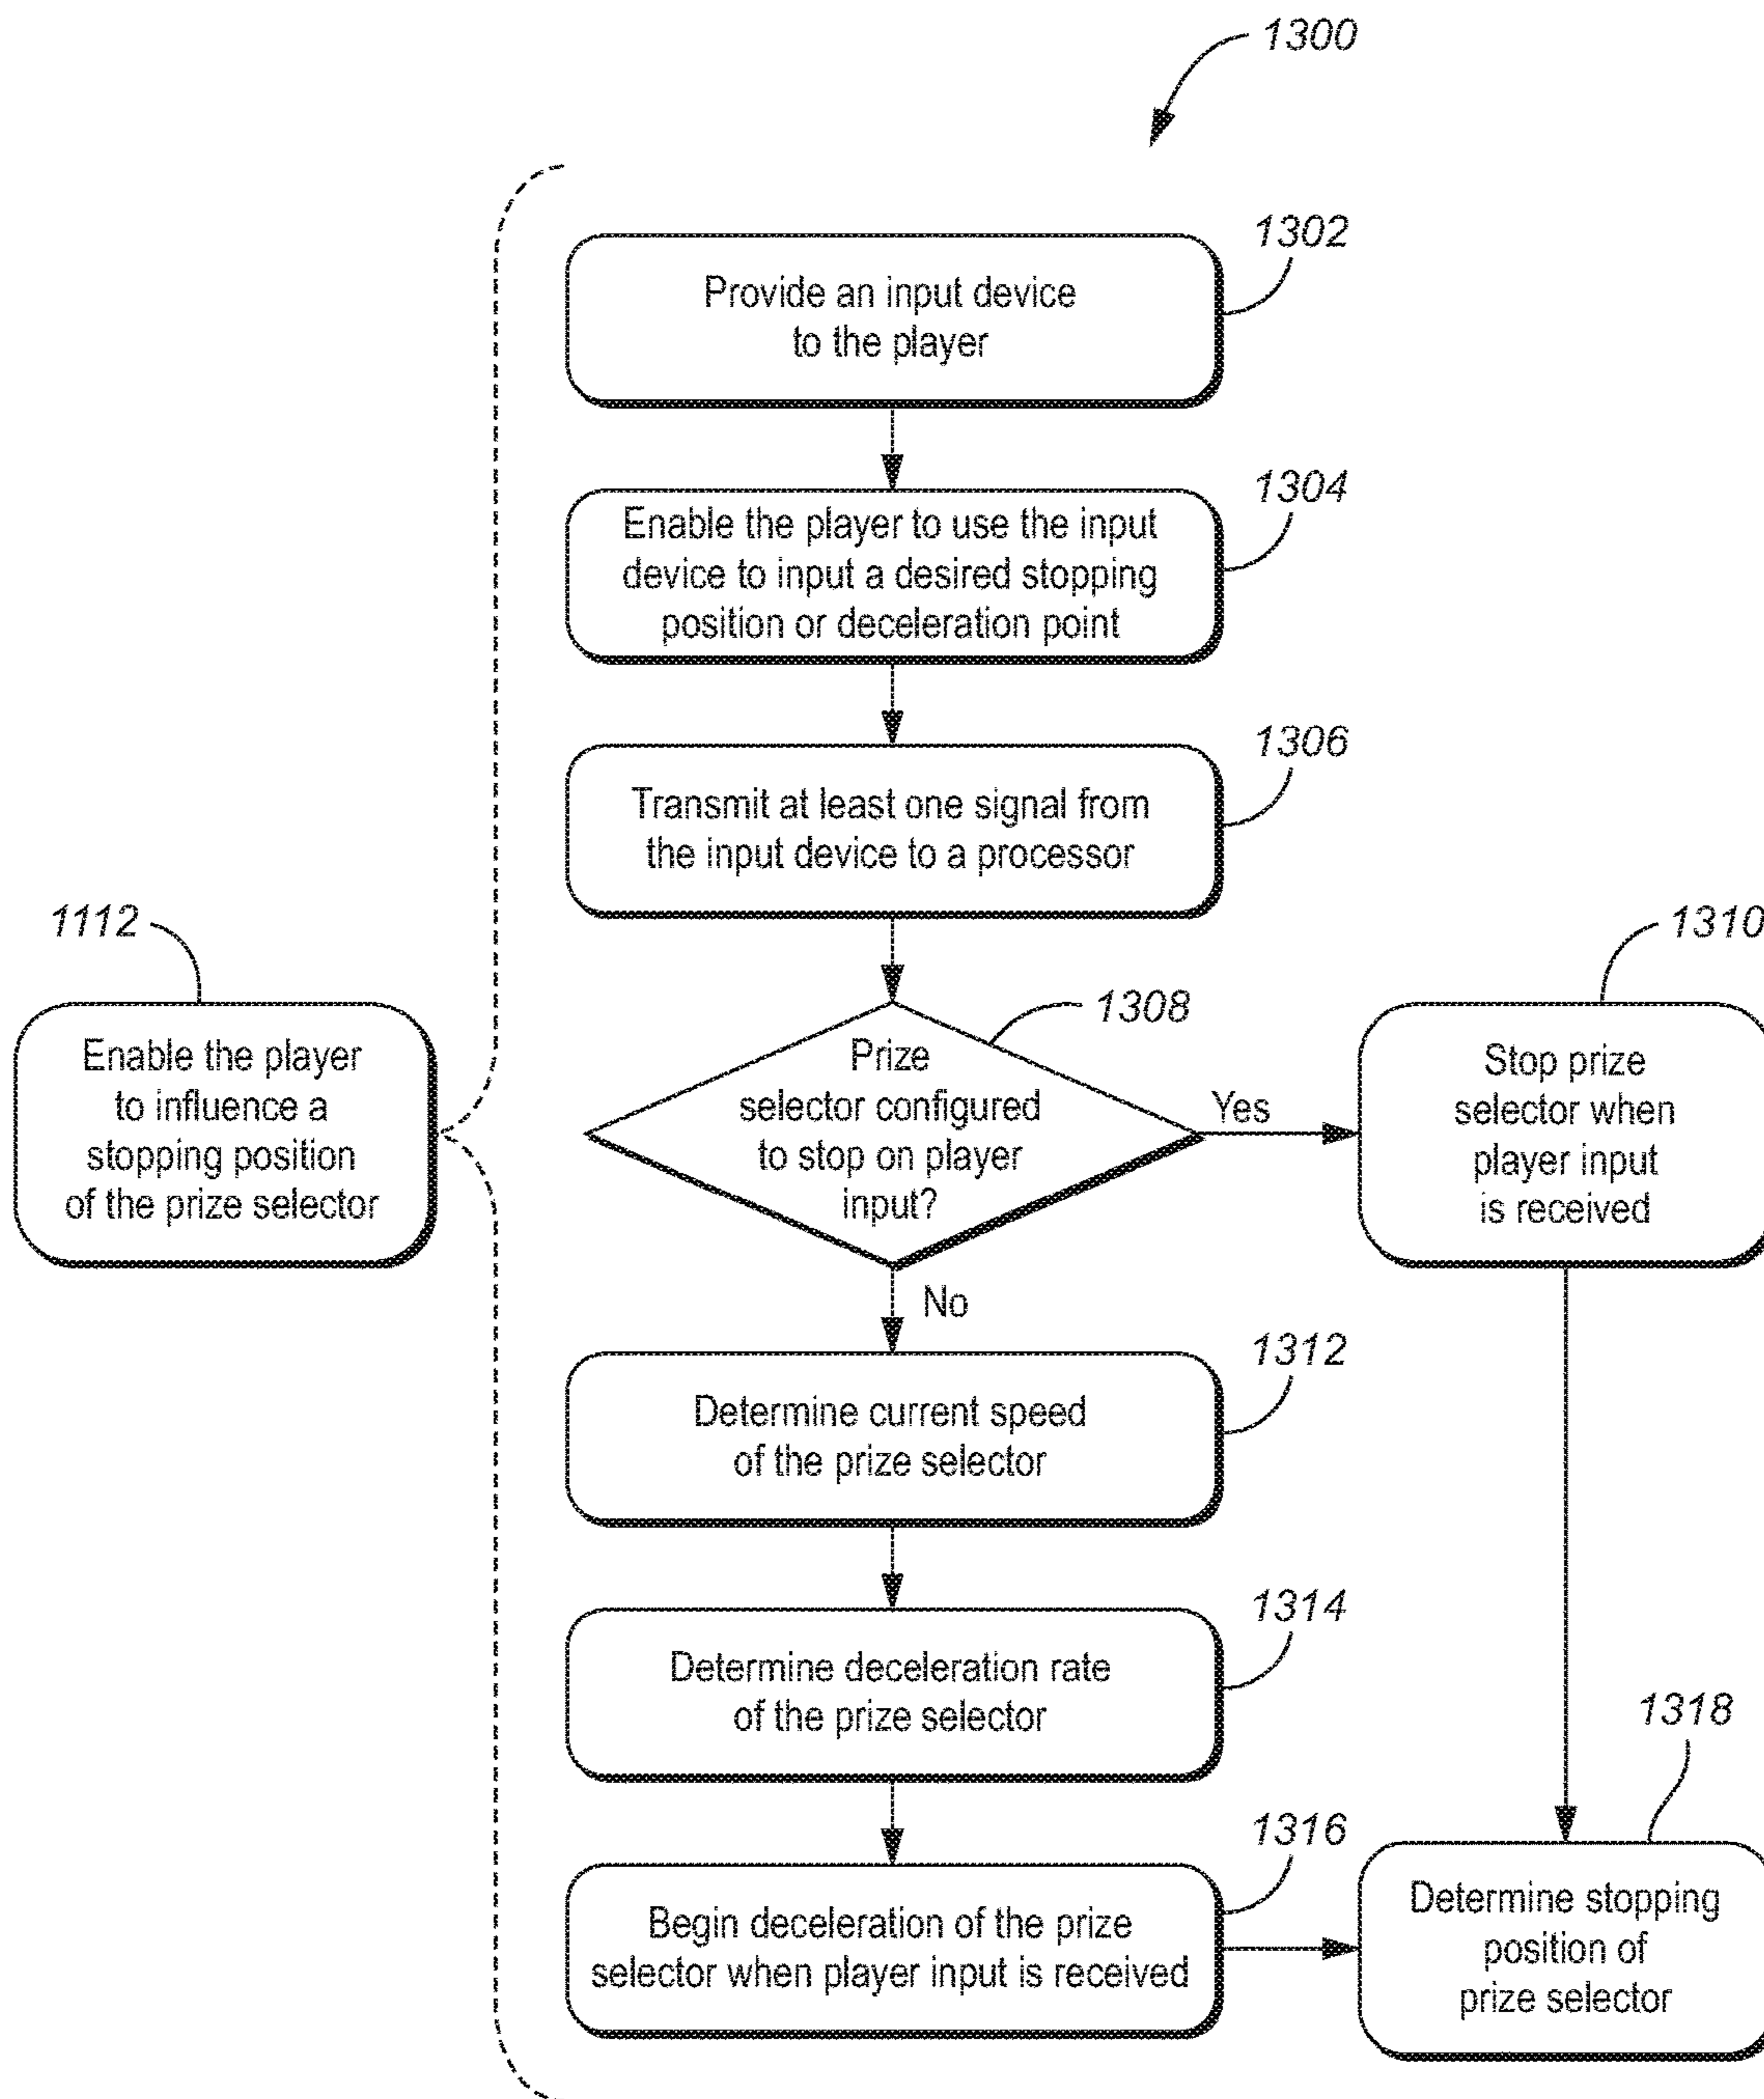 1300
1302
Provide an input device
to the player
1304
Enable the player to use the input
device to input a desired stopping
position or deceleration point
1306
Transmit at least one signal from
the input device to a processor
1112
Enable the player
to influence a
stopping position
of the prize selector
1308
Prize
selector configured
to stop on player
input?
Yes
1310
Stop prize
selector when
player input
is received
No
1312
Determine current speed
of the prize selector
1314
Determine deceleration rate
of the prize selector
1316
Begin deceleration of the prize
selector when player input is received
1318
Determine stopping
position of
prize selector